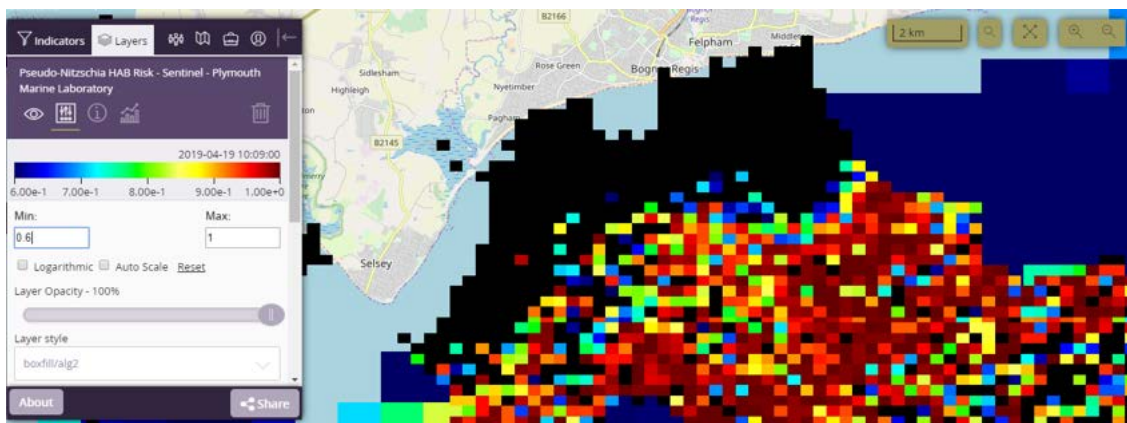 Indicators Layers
Pseudo-Nitzschia HAB Risk - Sentinel - Plymouth
Marine Laboratory
2019-04-19 10:09:00
6.00e-1 7.00e-1 8.00e-1 9.00e-1 1.00e+0
Min: Max:
0.6 1
Logarithmic Auto Scale Reset
Layer Opacity - 100%
Layer style
boxfill/alg2
About Share
B2166
Regis
Felpham
Middleton
2 km
Sidlesham
Rose Green
Bognor Regis
Highleigh
Nyetimber
Pagham
B2145
Selsey